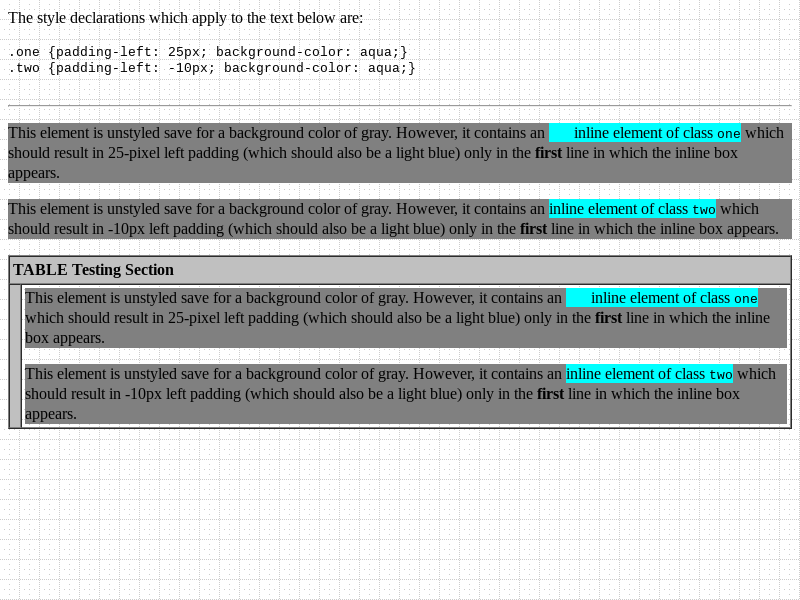 The style declarations which apply to the text below are:
.one {padding-left: 25px; background-color: aqua;}
.two {padding-left: -10px; background-color: aqua;}
This element is unstyled save for a background color of gray. However, it contains an inline element of class one which
should result in 25-pixel left padding (which should also be a light blue) only in the first line in which the inline box
appears.
This element is unstyled save for a background color of gray. However, it contains an inline element of class two which
should result in -10px left padding (which should also be a light blue) only in the first line in which the inline box appears.
TABLE Testing Section
This element is unstyled save for a background color of gray. However, it contains an inline element of class one
which should result in 25-pixel left padding (which should also be a light blue) only in the first line in which the inline
box appears.
This element is unstyled save for a background color of gray. However, it contains an inline element of class two which
should result in -10px left padding (which should also be a light blue) only in the first line in which the inline box
appears.